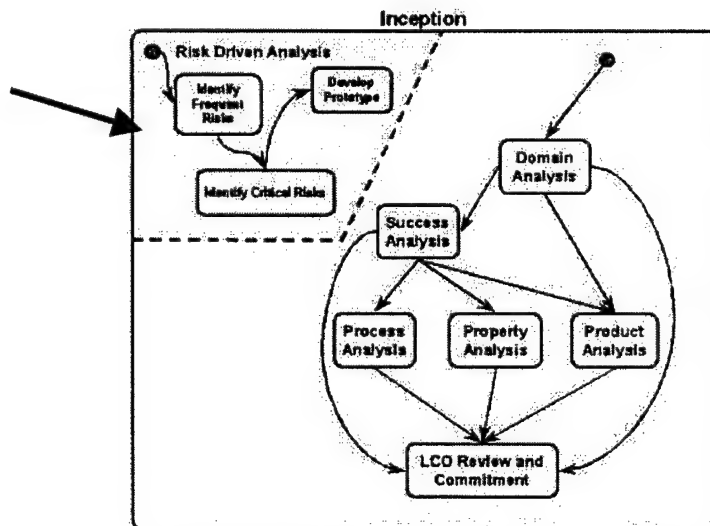 Inception
Risk Driven Analysis
Identify
Frequent
Risks
Develop
Prototype
Identify Critical Risks
Domain
Analysis
Success
Analysis
Process
Analysis
Property
Analysis
Product
Analysis
LCO Review and
Commitment